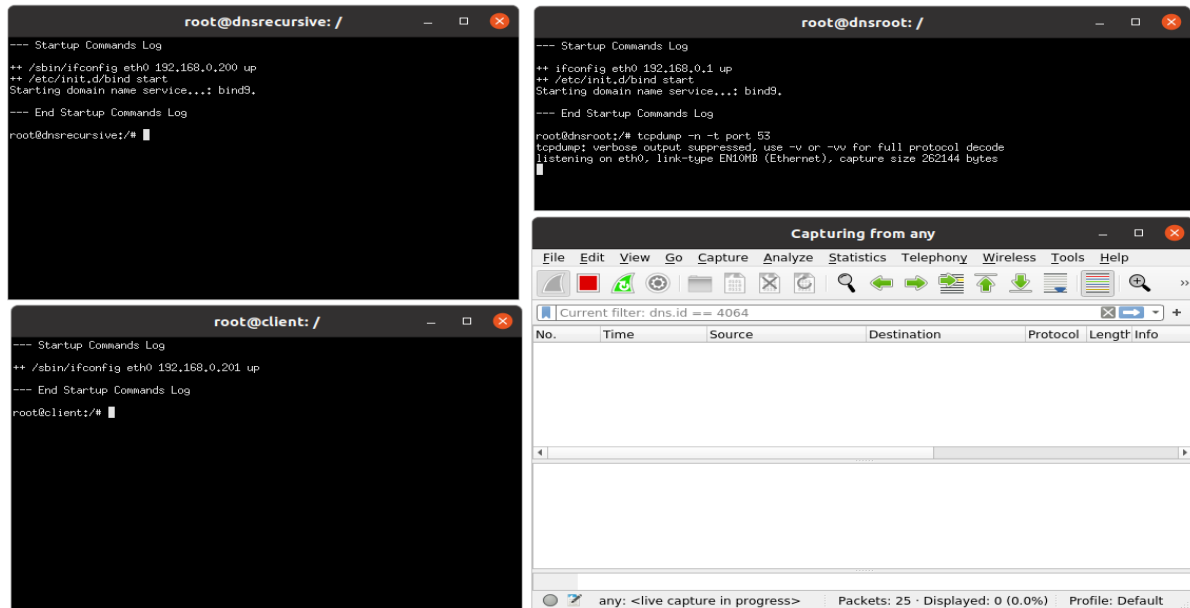 root@dnsrecursive: /
--- Startup Commands Log
++ /sbin/ifconfig eth0 192.168.0.200 up
++ /etc/init.d/bind start
Starting domain name service...: bind9.
--- End Startup Commands Log
root@dnsrecursive:/#
root@client: /
--- Startup Commands Log
++ /sbin/ifconfig eth0 192.168.0.201 up
--- End Startup Commands Log
root@client:/#
root@dnsroot: /
--- Startup Commands Log
++ ifconfig eth0 192.168.0.1 up
++ /etc/init.d/bind start
Starting domain name service...: bind9.
--- End Startup Commands Log
root@dnsroot:/# tcpdump -n -t port 53
tcpdump: verbose output suppressed, use -v or -vv for full protocol decode
listening on eth0, link-type EN10MB (Ethernet), capture size 262144 bytes
Capturing from any
File Edit View Go Capture Analyze Statistics Telephony Wireless Tools Help
Current filter: dns.id == 4064
No. Time Source Destination Protocol Length Info
any: <live capture in progress> Packets: 25 · Displayed: 0 (0.0%) Profile: Default